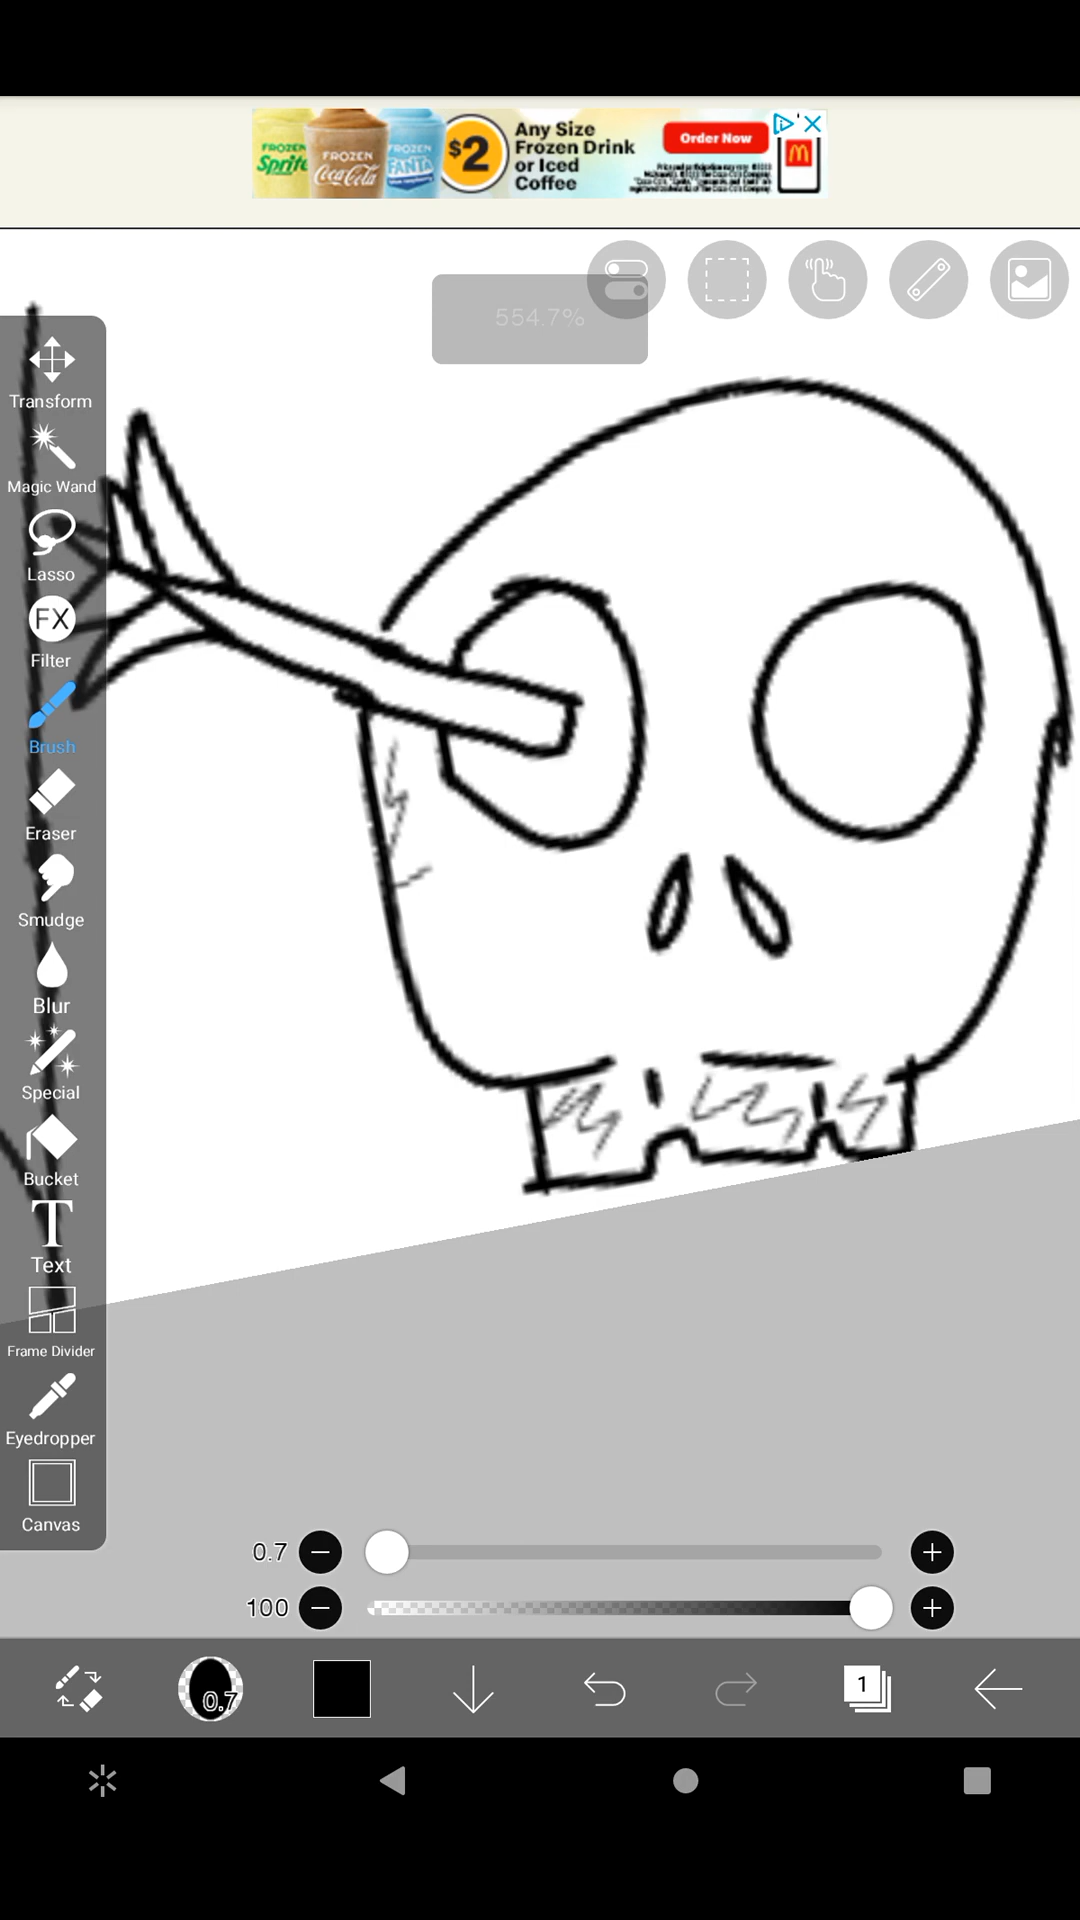 FROZEN
Sprite
FROZEN
Coca-Cola
FROZEN
FANTA
$2
Any Size
Frozen Drink
or Iced
Coffee
Order Now
554.7%
Transform
Magic Wand
Lasso
FX
Filter
Brush
Eraser
Smudge
Blur
Special
Bucket
T
Text
Frame Divider
Eyedropper
Canvas
0.7
100
0.7
1